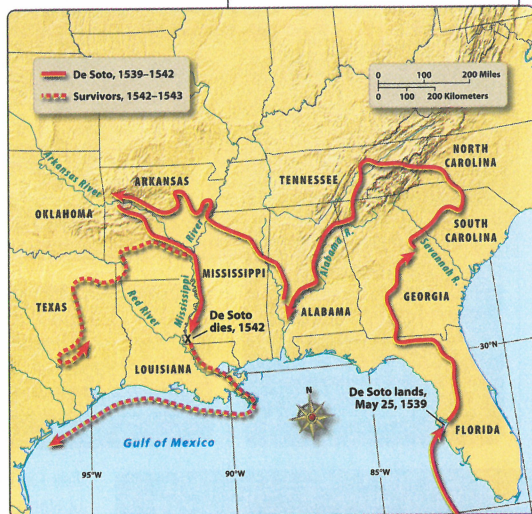 De Soto, 1539–1542
Survivors, 1542–1543
0 100 200 Miles
0 100 200 Kilometers
NORTH
CAROLINA
TENNESSEE
ARKANSAS
Arkansas River
OKLAHOMA
SOUTH
CAROLINA
River
Mississippi
Alabama R.
Savannah R.
MISSISSIPPI
GEORGIA
ALABAMA
TEXAS
Red River
De Soto
dies, 1542
X
LOUISIANA
30°N
N
De Soto lands,
May 25, 1539
FLORIDA
Gulf of Mexico
95°W
90°W
85°W